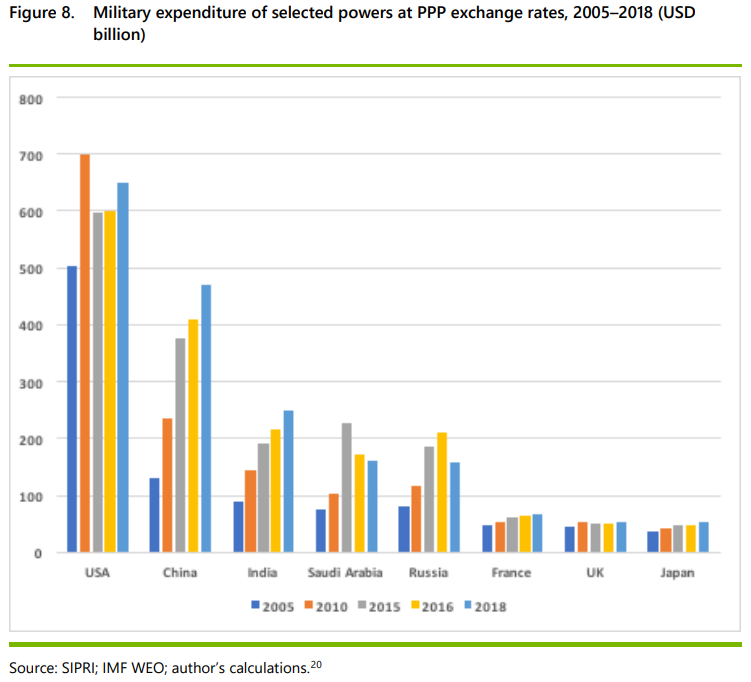 Figure 8. Military expenditure of selected powers at PPP exchange rates, 2005–2018 (USD
billion)
800
700
600
500
400
300
200
100
0
USA China India Saudi Arabia Russia France UK Japan
2005 2010 2015 2016 2018
Source: SIPRI; IMF WEO; author’s calculations.20